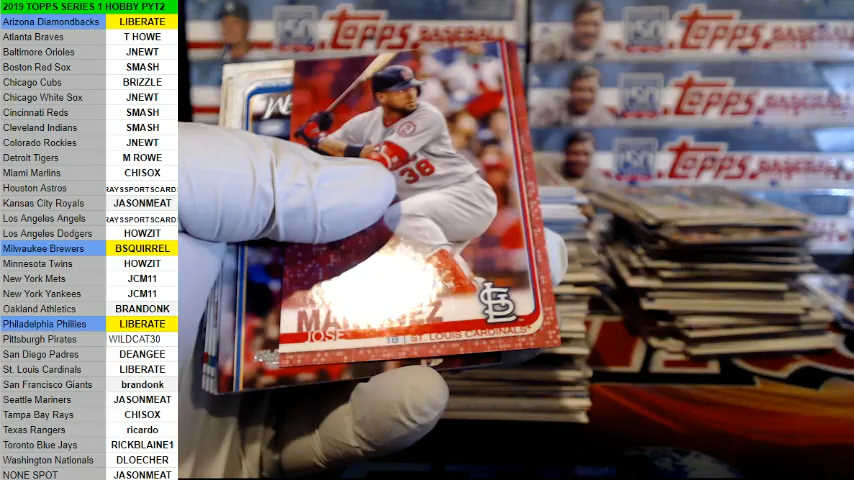 2019 TOPPS SERIES 1 HOBBY PYT2
Arizona Diamondbacks LIBERATE
Atlanta Braves T HOWE
Baltimore Orioles JNEWT
Boston Red Sox SMASH
Chicago Cubs BRIZZLE
Chicago White Sox JNEWT
Cincinnati Reds SMASH
Cleveland Indians SMASH
Colorado Rockies JNEWT
Detroit Tigers M ROWE
Miami Marlins CHISOX
Houston Astros RAYSSPORTSCARD
Kansas City Royals JASONMEAT
Los Angeles Angels RAYSSPORTSCARD
Los Angeles Dodgers HOWZIT
Milwaukee Brewers BSQUIRREL
Minnesota Twins HOWZIT
New York Mets JCM11
New York Yankees JCM11
Oakland Athletics BRANDONK
Philadelphia Phillies LIBERATE
Pittsburgh Pirates WILDCAT30
San Diego Padres DEANGEE
St. Louis Cardinals LIBERATE
San Francisco Giants brandonk
Seattle Mariners JASONMEAT
Tampa Bay Rays CHISOX
Texas Rangers ricardo
Toronto Blue Jays RICKBLAINE1
Washington Nationals DLOECHER
NONE SPOT JASONMEAT
Topps
Topps BASEBALL
Topps BASEBALL
Topps BASEBALL
38
JOSE
1B | ST. LOUIS CARDINALS